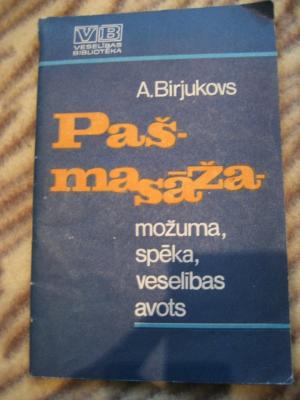 VB
VESELĪBAS
BIBLIOTĒKA
A.Birjukovs
Paš-
masāža-
možuma,
spēka,
veselības
avots